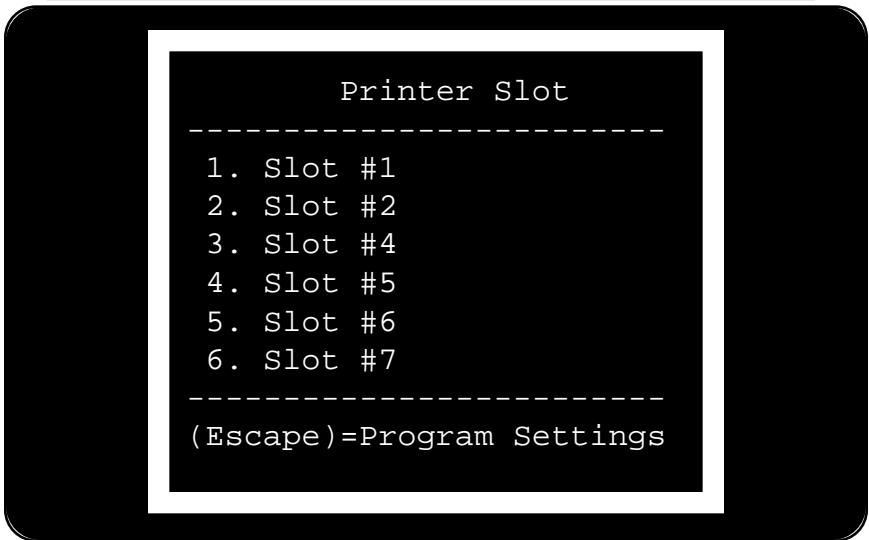 Printer Slot
-------------------------
1. Slot #1
2. Slot #2
3. Slot #4
4. Slot #5
5. Slot #6
6. Slot #7
-------------------------
(Escape)=Program Settings